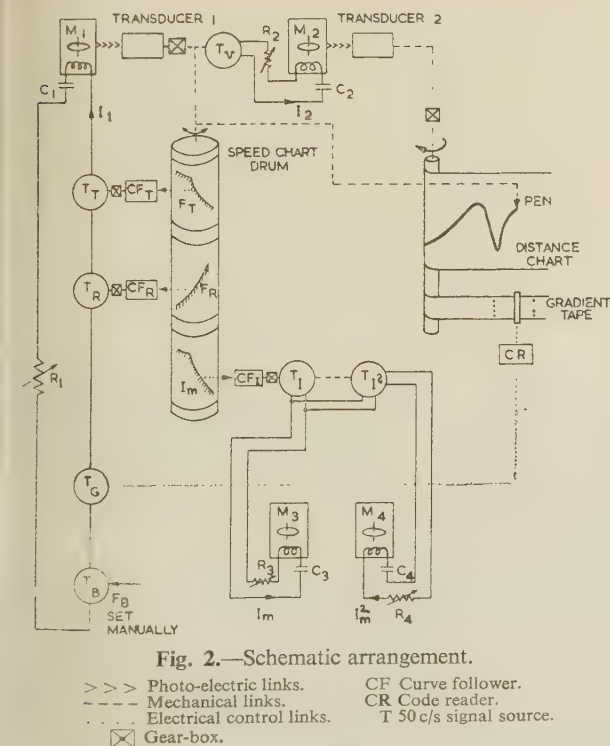 TRANSDUCER 1
TRANSDUCER 2
M1
C1
I1
TV
R2
M2
C2
I2
SPEED CHART
DRUM
TT
CFT
FT
TR
CFR
FR
Im
CFI
TI
TI²
R1
TG
TB
FB
SET
MANUALLY
M3
R3
C3
Im
M4
C4
I²m
R4
PEN
DISTANCE
CHART
GRADIENT
TAPE
CR
Fig. 2.—Schematic arrangement.
> > > Photo-electric links.
- - - - Mechanical links.
. . . . Electrical control links.
Gear-box.
CF Curve follower.
CR Code reader.
T 50 c/s signal source.